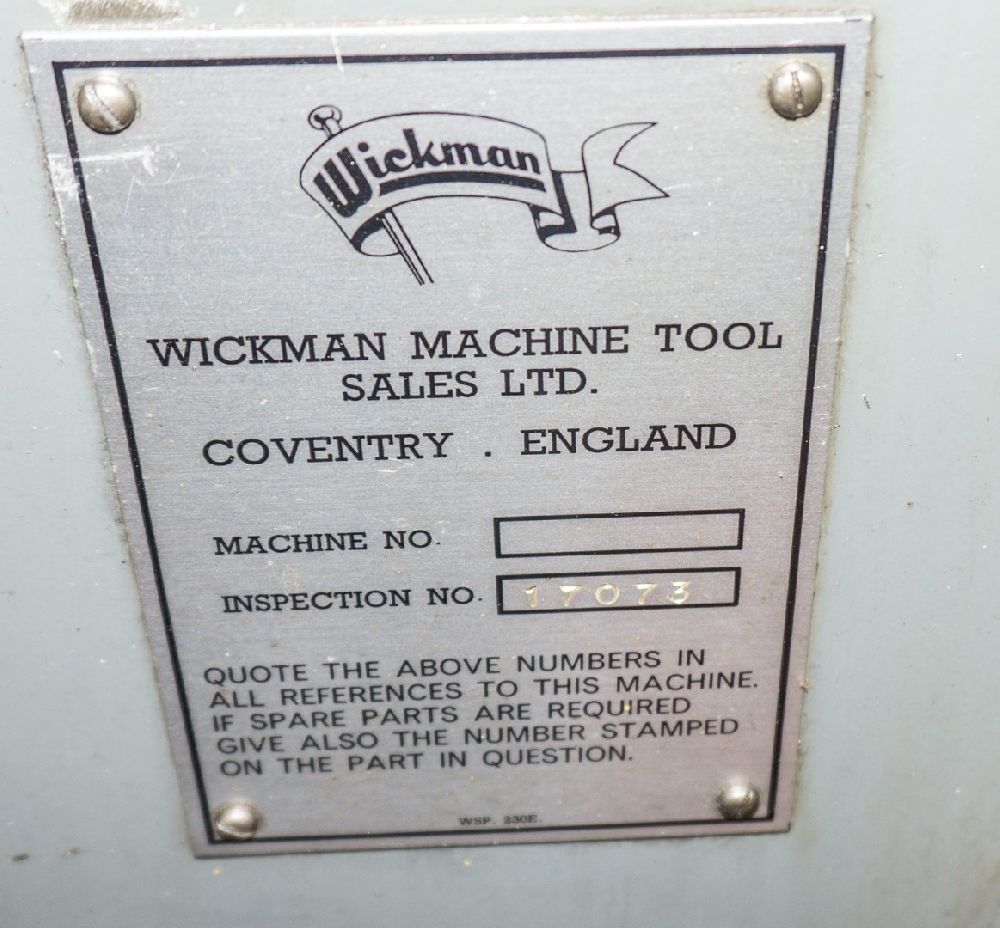 Wickman
WICKMAN MACHINE TOOL
SALES LTD.
COVENTRY . ENGLAND
MACHINE NO.
INSPECTION NO. 17073
QUOTE THE ABOVE NUMBERS IN
ALL REFERENCES TO THIS MACHINE.
IF SPARE PARTS ARE REQUIRED
GIVE ALSO THE NUMBER STAMPED
ON THE PART IN QUESTION.
WSP. 230E.